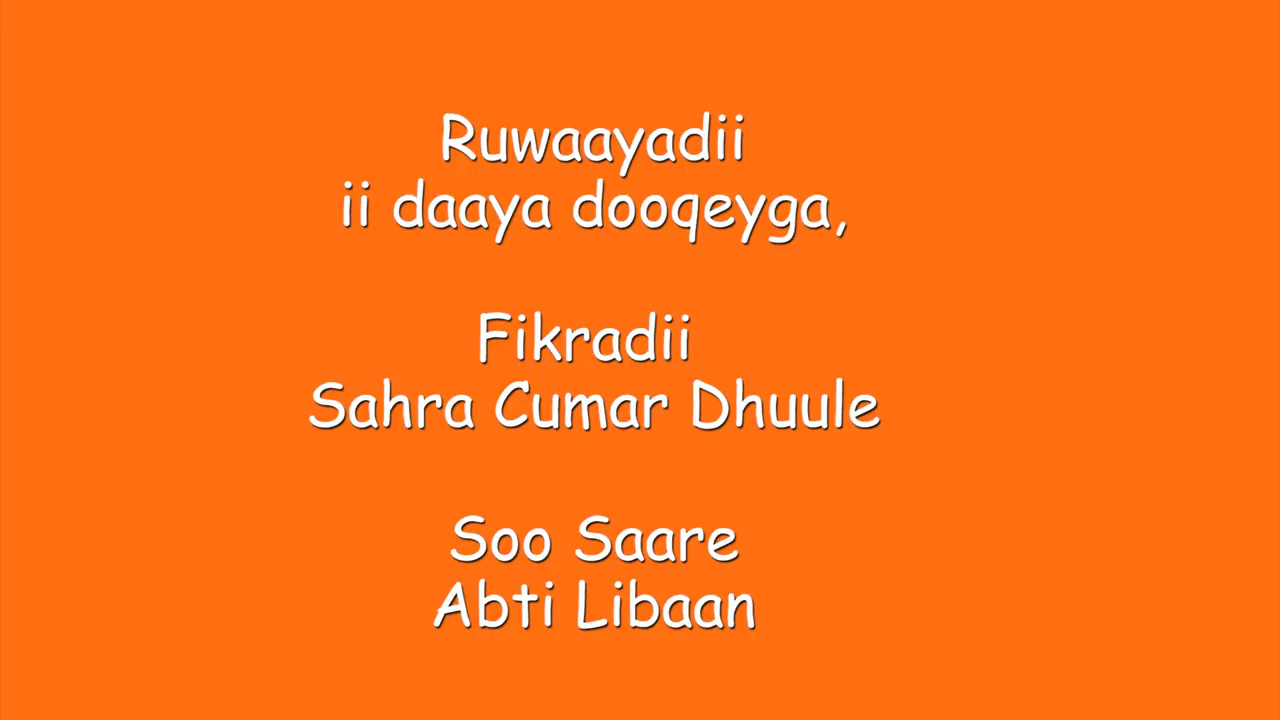 Ruwaayadii
ii daaya dooqeyga,
Fikradii
Sahra Cumar Dhuule
Soo Saare
Abti Libaan